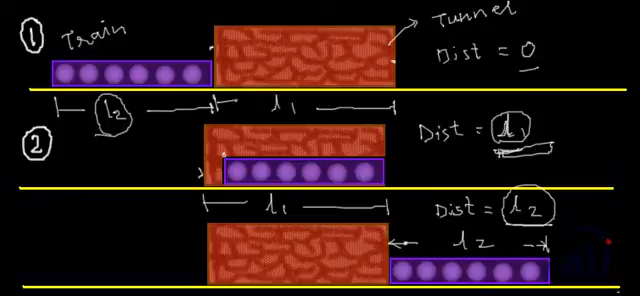 1 Train Tunnel
Dist = 0
l2 l1
2 Dist = l1
l1 Dist = l2
l2